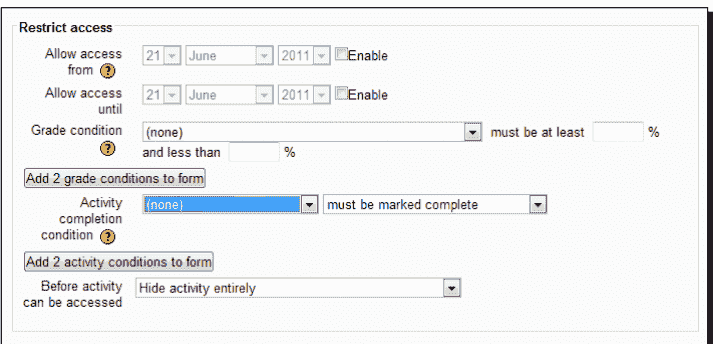 Restrict access
Allow access from ? 21 June 2011 Enable
Allow access until 21 June 2011 Enable
Grade condition ? (none) must be at least %
and less than %
Add 2 grade conditions to form
Activity completion condition ? (none) must be marked complete
Add 2 activity conditions to form
Before activity can be accessed Hide activity entirely